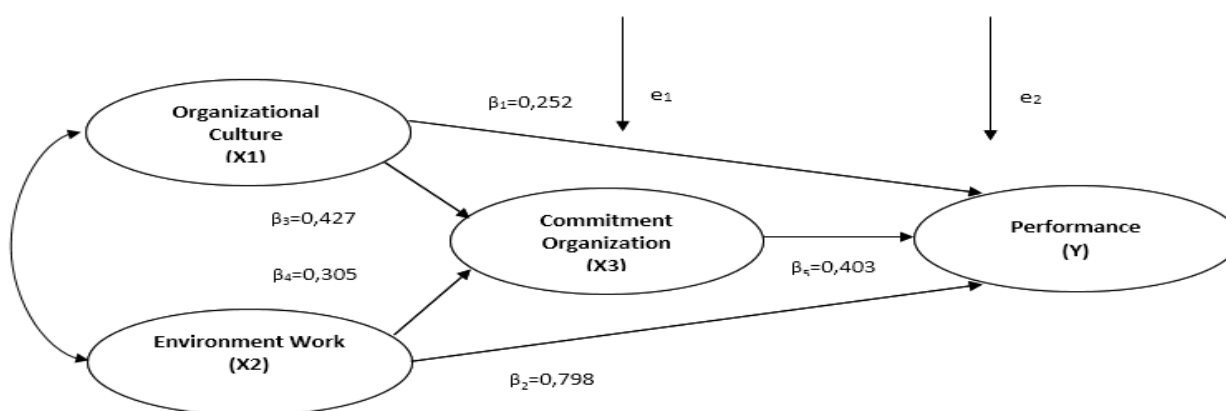 β₁=0,252
e₁
e₂
Organizational
Culture
(X1)
β₃=0,427
Commitment
Organization
(X3)
Performance
(Y)
β₄=0,305
β₅=0,403
Environment Work
(X2)
β₂=0,798